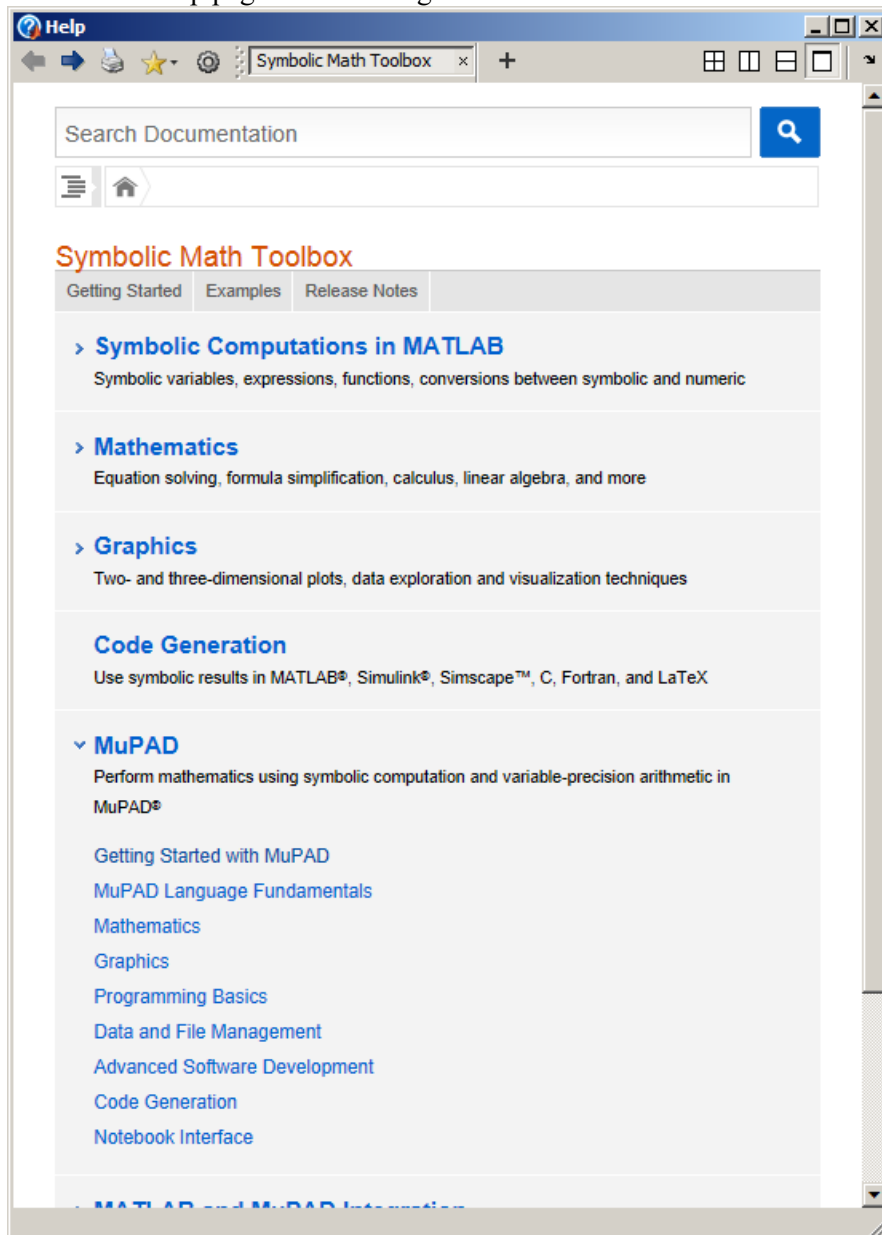 Help
Symbolic Math Toolbox
Search Documentation
Symbolic Math Toolbox
Getting Started Examples Release Notes
Symbolic Computations in MATLAB
Symbolic variables, expressions, functions, conversions between symbolic and numeric
Mathematics
Equation solving, formula simplification, calculus, linear algebra, and more
Graphics
Two- and three-dimensional plots, data exploration and visualization techniques
Code Generation
Use symbolic results in MATLAB®, Simulink®, Simscape™, C, Fortran, and LaTeX
MuPAD
Perform mathematics using symbolic computation and variable-precision arithmetic in
MuPAD®
Getting Started with MuPAD
MuPAD Language Fundamentals
Mathematics
Graphics
Programming Basics
Data and File Management
Advanced Software Development
Code Generation
Notebook Interface
MATLAB and MuPAD Integration